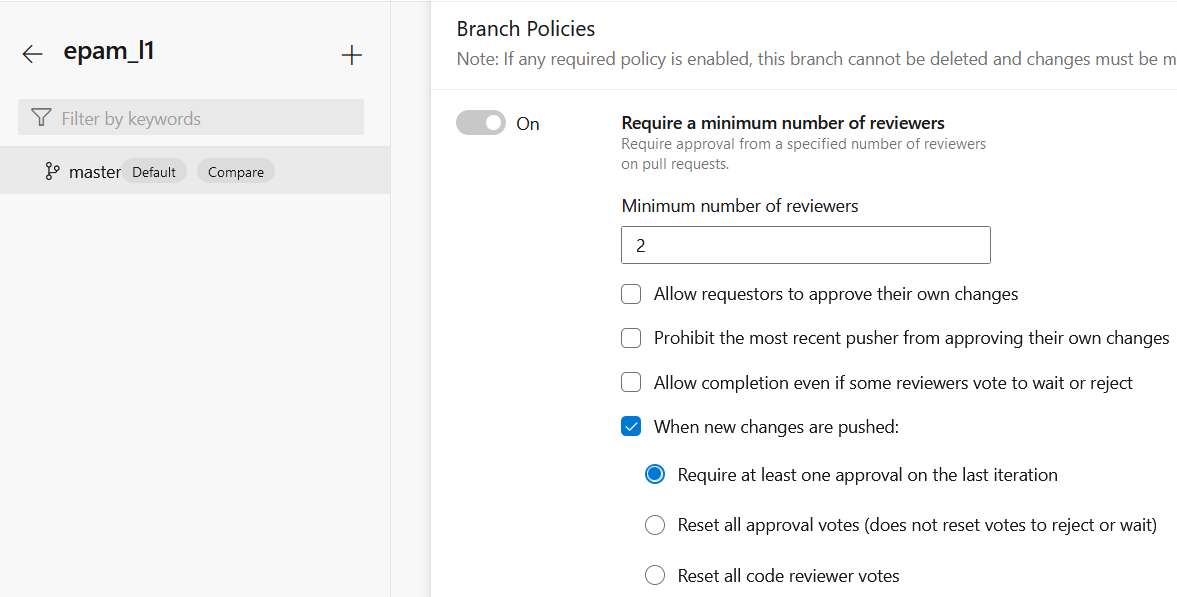 epam_l1
Filter by keywords
master Default Compare
Branch Policies
Note: If any required policy is enabled, this branch cannot be deleted and changes must be m
On
Require a minimum number of reviewers
Require approval from a specified number of reviewers
on pull requests.
Minimum number of reviewers
2
Allow requestors to approve their own changes
Prohibit the most recent pusher from approving their own changes
Allow completion even if some reviewers vote to wait or reject
When new changes are pushed:
Require at least one approval on the last iteration
Reset all approval votes (does not reset votes to reject or wait)
Reset all code reviewer votes